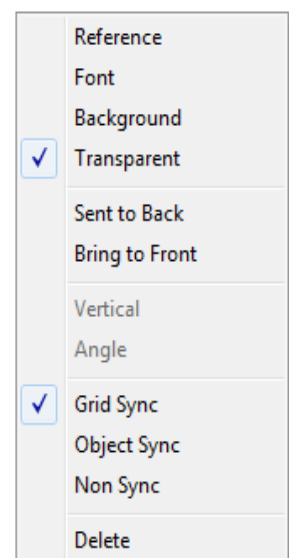 Reference
Font
Background
Transparent
Sent to Back
Bring to Front
Vertical
Angle
Grid Sync
Object Sync
Non Sync
Delete